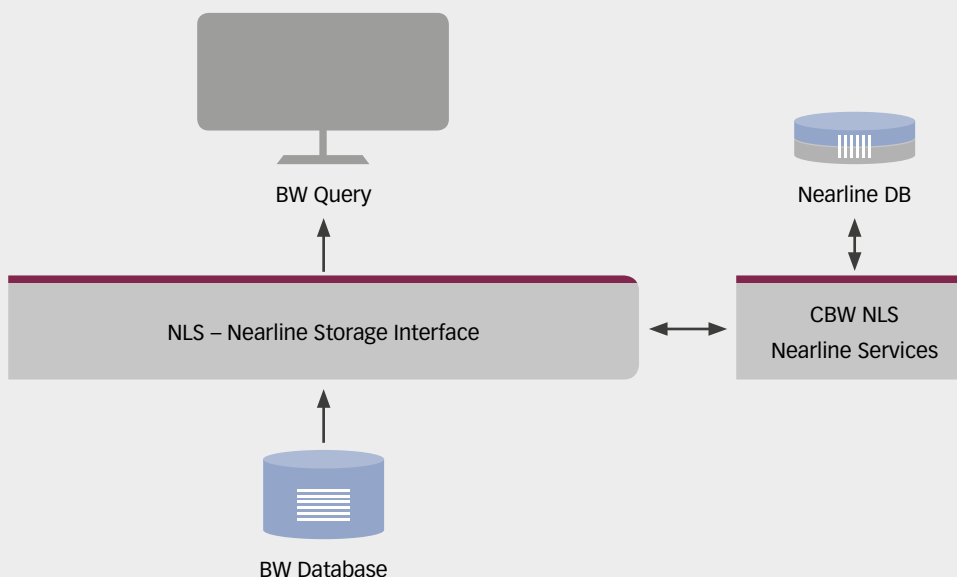 BW Query
Nearline DB
NLS – Nearline Storage Interface
CBW NLS
Nearline Services
BW Database